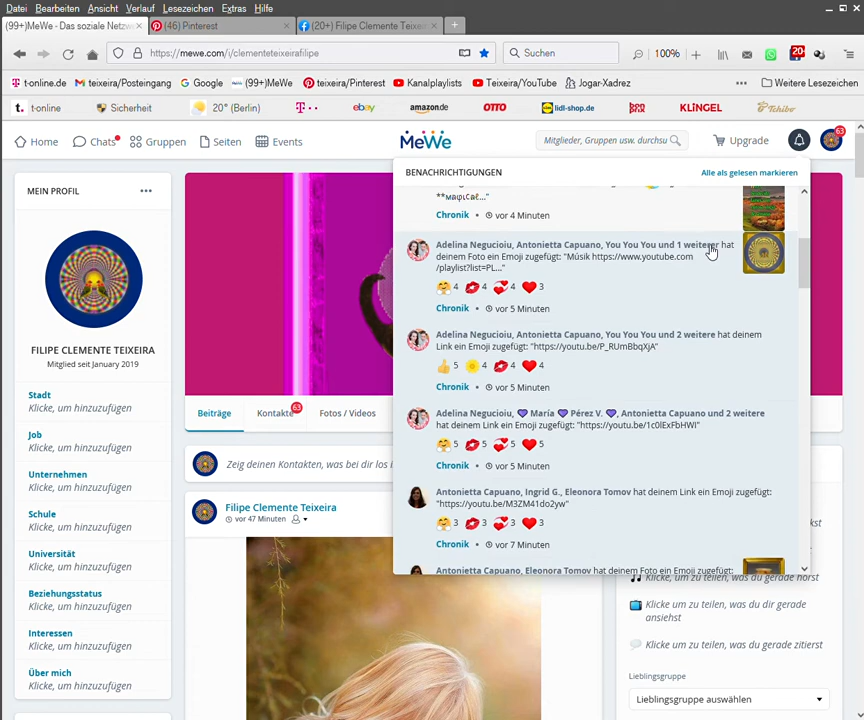 Datei Bearbeiten Ansicht Verlauf Lesezeichen Extras Hilfe
(99+)MeWe - Das soziale Netzw
(46) Pinterest
(20+) Filipe Clemente Teixei
https://mewe.com/i/clementeteixeirafilipe
100%
Suchen
20+
t-online.de
teixeira/Posteingang
Google
(99+)MeWe
teixeira/Pinterest
Kanalplaylists
Teixeira/YouTube
Jogar-Xadrez
Weitere Lesezeichen
t-online
Sicherheit
20° (Berlin)
ebay
amazon.de
OTTO
lidl-shop.de
BON PRIX
KLiNGEL
Tchibo
Home
Chats
Gruppen
Seiten
Events
MeWe
Mitglieder, Gruppen usw. durchsu
Upgrade
63
MEIN PROFIL
FILIPE CLEMENTE TEIXEIRA
Mitglied seit January 2019
Stadt
Klicke, um hinzuzufügen
Job
Klicke, um hinzuzufügen
Unternehmen
Klicke, um hinzuzufügen
Schule
Klicke, um hinzuzufügen
Universität
Klicke, um hinzuzufügen
Beziehungsstatus
Klicke, um hinzuzufügen
Interessen
Klicke, um hinzuzufügen
Über mich
Klicke, um hinzuzufügen
Beiträge
Kontakte
63
Fotos / Videos
Zeig deinen Kontakten, was bei dir los i
Filipe Clemente Teixeira
vor 47 Minuten
BENACHRICHTIGUNGEN
Alle als gelesen markieren
Chronik vor 4 Minuten
Adelina Negucioiu, Antonietta Capuano, You You You und 1 weiterer hat
deinem Foto ein Emoji zugefügt: "Músik https://www.youtube.com
/playlist?list=PL..."
4 4 4 3
Chronik vor 5 Minuten
Adelina Negucioiu, Antonietta Capuano, You You You und 2 weitere hat deinem
Link ein Emoji zugefügt: "https://youtu.be/P_RUmBbqXjA"
5 4 4 4
Chronik vor 5 Minuten
Adelina Negucioiu, María Pérez V. , Antonietta Capuano und 2 weitere
hat deinem Link ein Emoji zugefügt: "https://youtu.be/1c0lExFbHWI"
5 5 5 5
Chronik vor 5 Minuten
Antonietta Capuano, Ingrid G., Eleonora Tomov hat deinem Link ein Emoji zugefügt:
"https://youtu.be/M3ZM41do2yw"
3 3 3 3
Chronik vor 7 Minuten
Antonietta Capuano, Eleonora Tomov hat deinem Foto ein Emoji zugefügt:
Klicke um zu teilen, was du gerade hörst
Klicke um zu teilen, was du dir gerade
ansiehst
Klicke um zu teilen, was du gerade zitierst
Lieblingsgruppe
Lieblingsgruppe auswählen